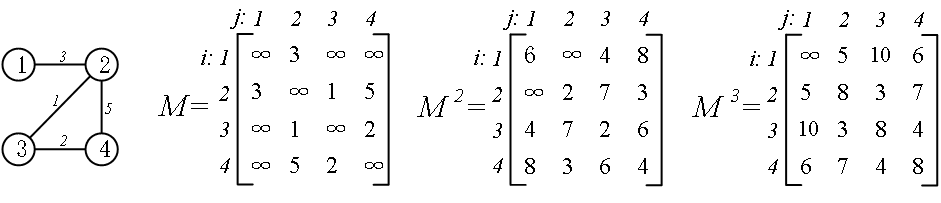 j: 1 2 3 4 j: 1 2 3 4 j: 1 2 3 4
1 3 2 i: 1 ∞ 3 ∞ ∞ i: 1 6 ∞ 4 8 i: 1 ∞ 5 10 6
1 5 M= 2 3 ∞ 1 5 M²= 2 ∞ 2 7 3 M³= 2 5 8 3 7
3 2 4 3 ∞ 1 ∞ 2 3 4 7 2 6 3 10 3 8 4
4 ∞ 5 2 ∞ 4 8 3 6 4 4 6 7 4 8